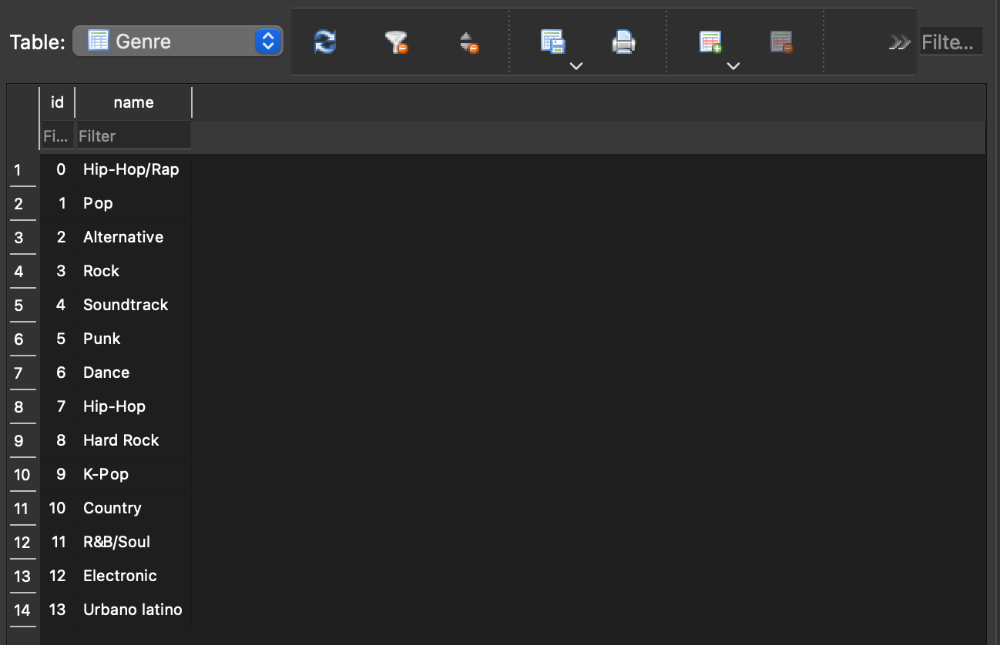 Table: Genre Filte...
id name
Fi... Filter
1 0 Hip-Hop/Rap
2 1 Pop
3 2 Alternative
4 3 Rock
5 4 Soundtrack
6 5 Punk
7 6 Dance
8 7 Hip-Hop
9 8 Hard Rock
10 9 K-Pop
11 10 Country
12 11 R&B/Soul
13 12 Electronic
14 13 Urbano latino